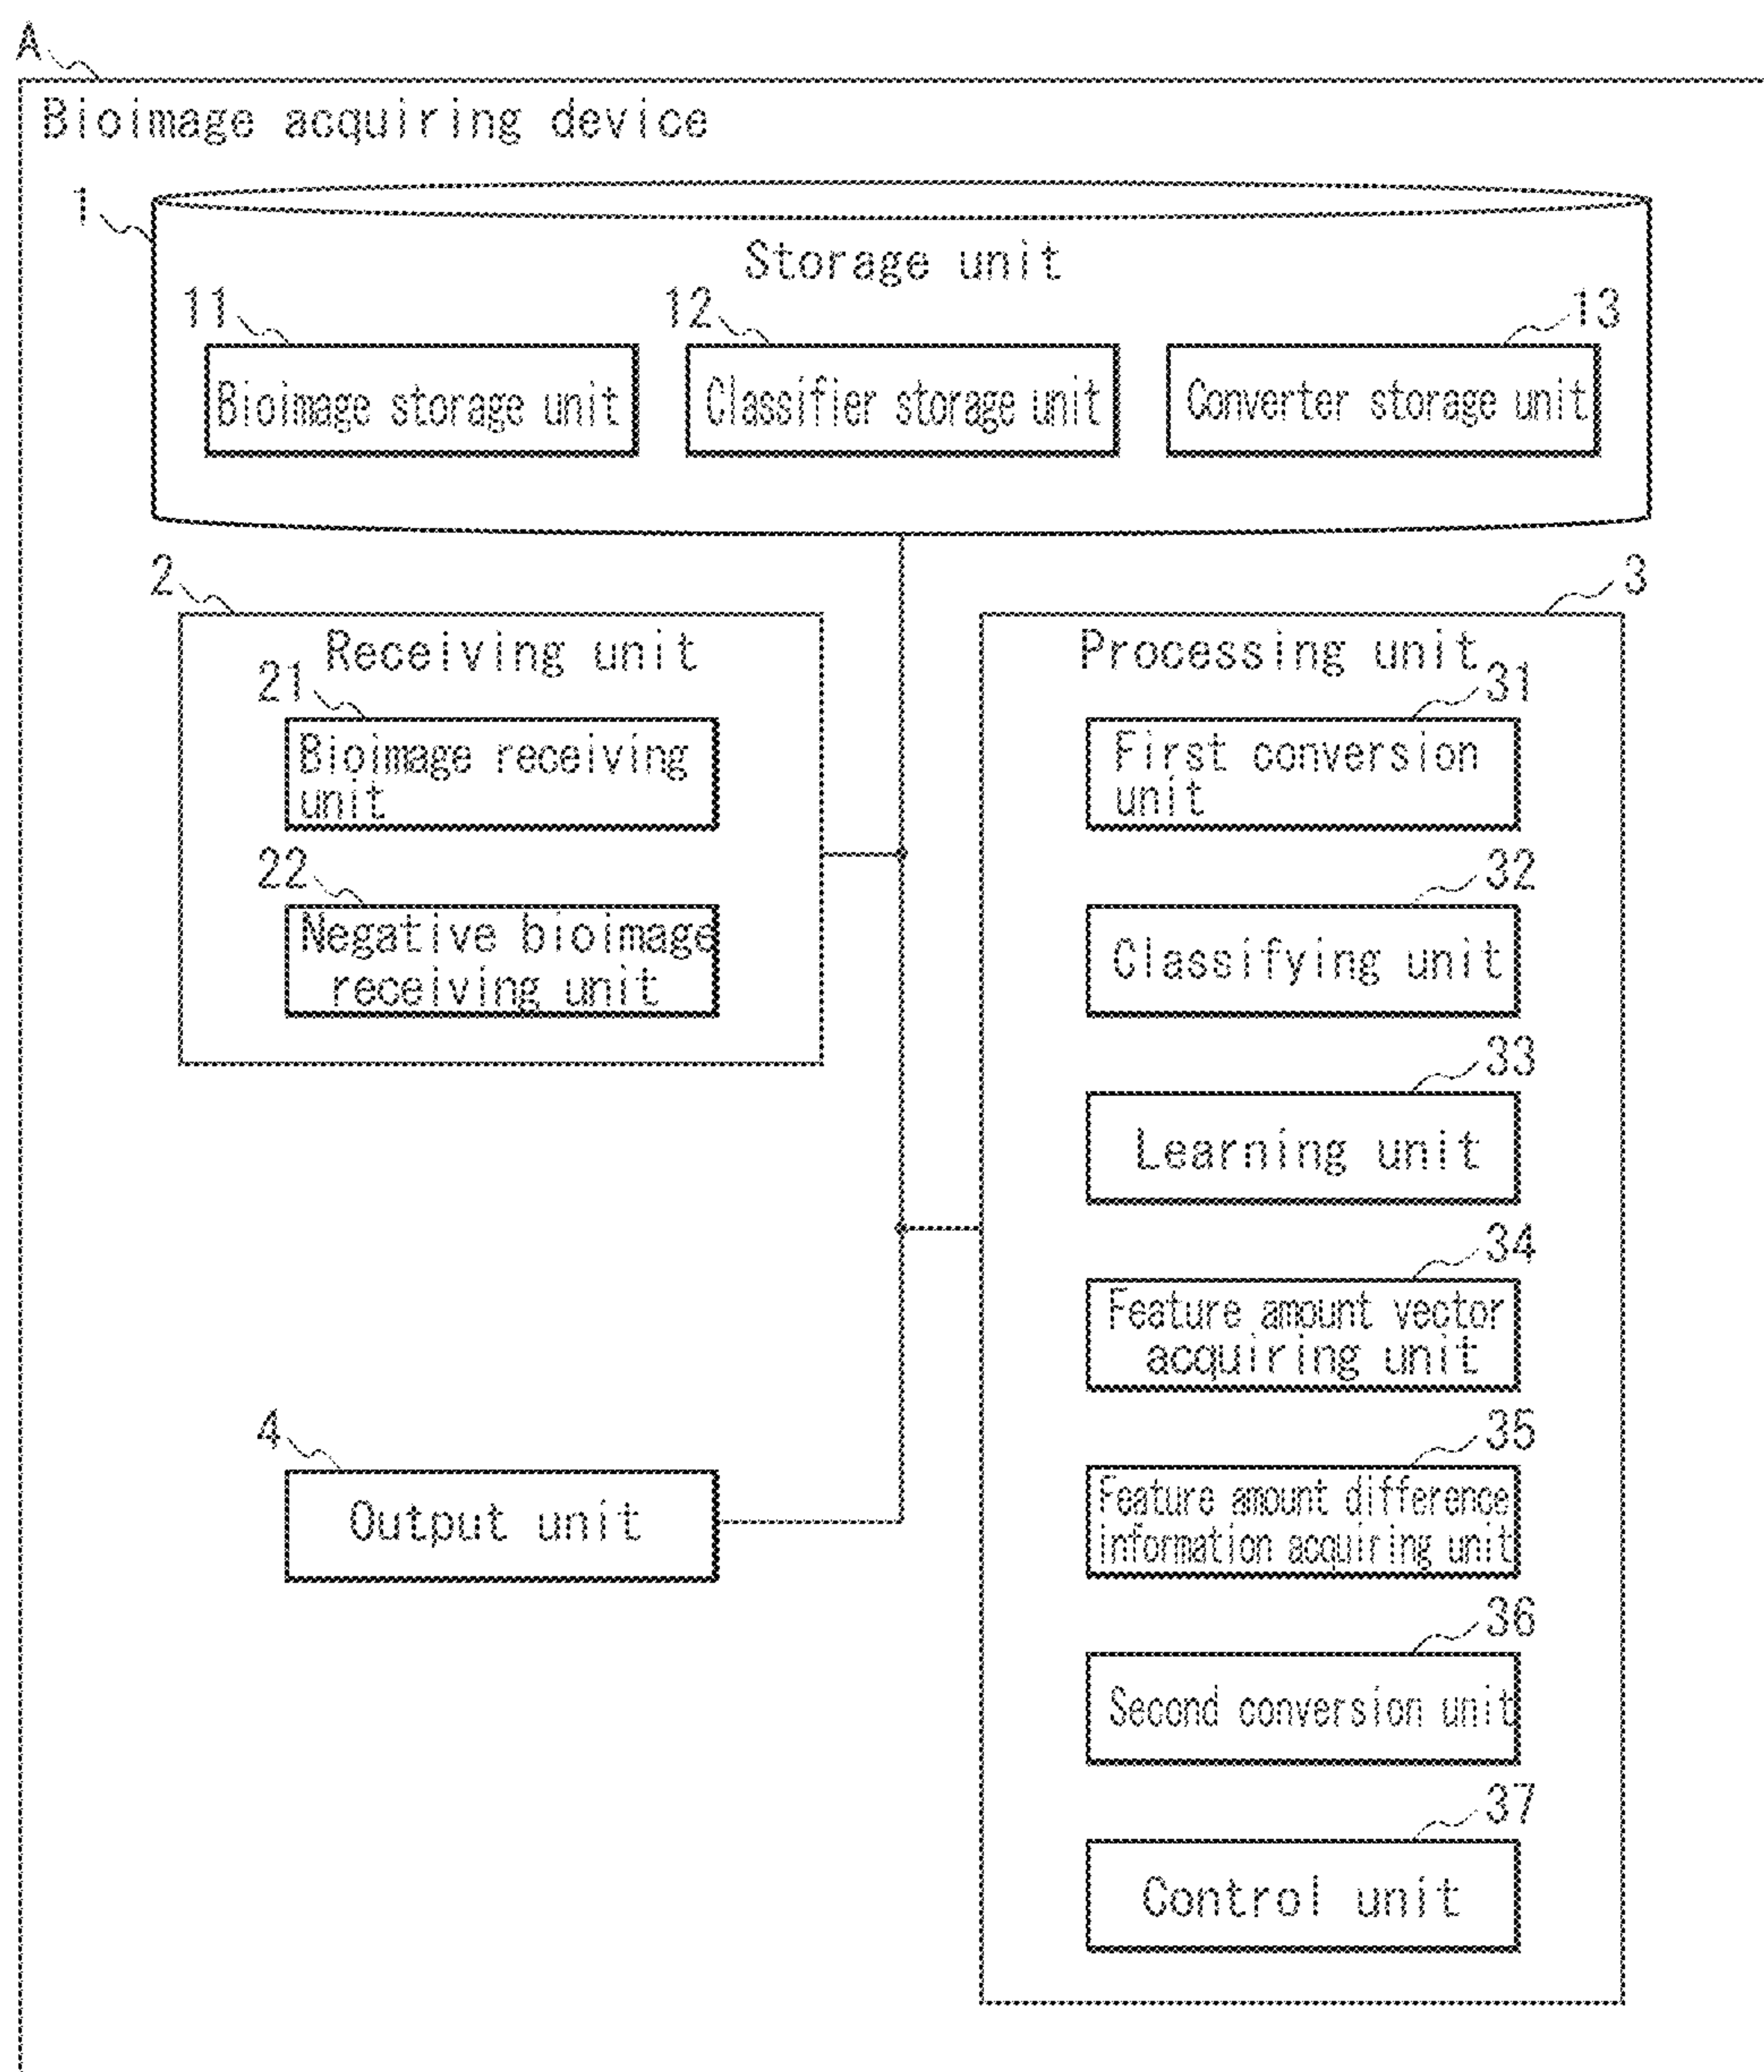 A
Bioimage acquiring device
1
Storage unit
11
12
13
Bioimage storage unit
Classifier storage unit
Converter storage unit
2
3
Receiving unit
Processing unit
21
Bioimage receiving
unit
22
Negative bioimage
receiving unit
31
First conversion
unit
32
Classifying unit
33
Learning unit
34
Feature amount vector
acquiring unit
35
Feature amount difference
information acquiring unit
36
Second conversion unit
37
Control unit
4
Output unit